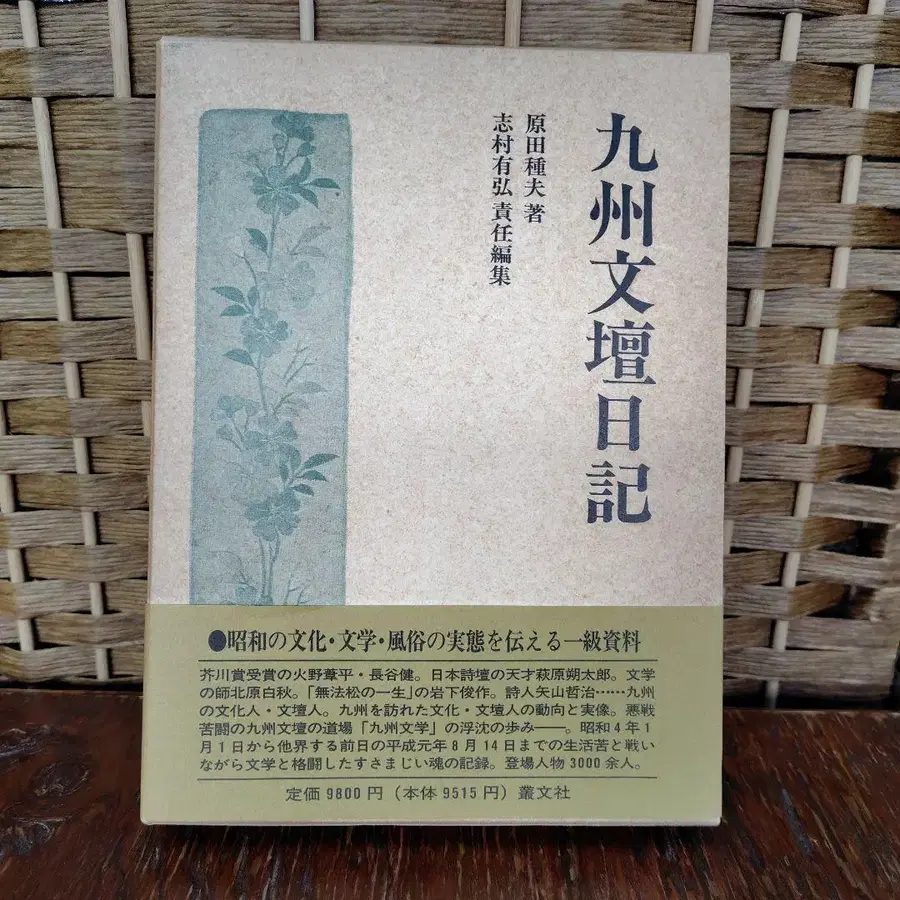 九州文壇日記
原田種夫 著
志村有弘 責任編集
●昭和の文化・文学・風俗の実態を伝える一級資料
芥川賞受賞の火野葦平・長谷健。日本詩壇の天才萩原朔太郎。文学
の師北原白秋。「無法松の一生」の岩下俊作。詩人矢山哲治……九州
の文化人・文壇人。九州を訪れた文化・文壇人の動向と実像。悪戦
苦闘の九州文壇の道場「九州文学」の浮沈の歩み――。昭和4年1
月1日から他界する前日の平成元年8月14日までの生活苦と戦い
ながら文学と格闘したすさまじい魂の記録。登場人物3000余人。
定価9800円（本体9515円）叢文社